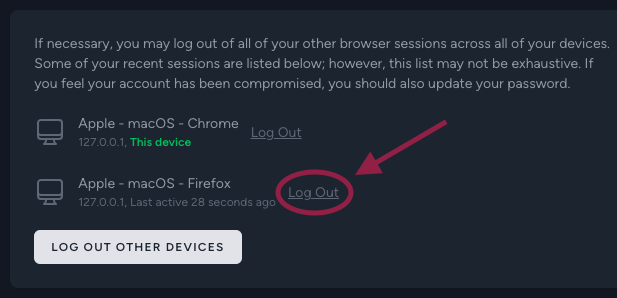 If necessary, you may log out of all of your other browser sessions across all of your devices.
Some of your recent sessions are listed below; however, this list may not be exhaustive. If
you feel your account has been compromised, you should also update your password.
Apple - macOS - Chrome
127.0.0.1, This device
Log Out
Apple - macOS - Firefox
127.0.0.1, Last active 28 seconds ago
Log Out
LOG OUT OTHER DEVICES